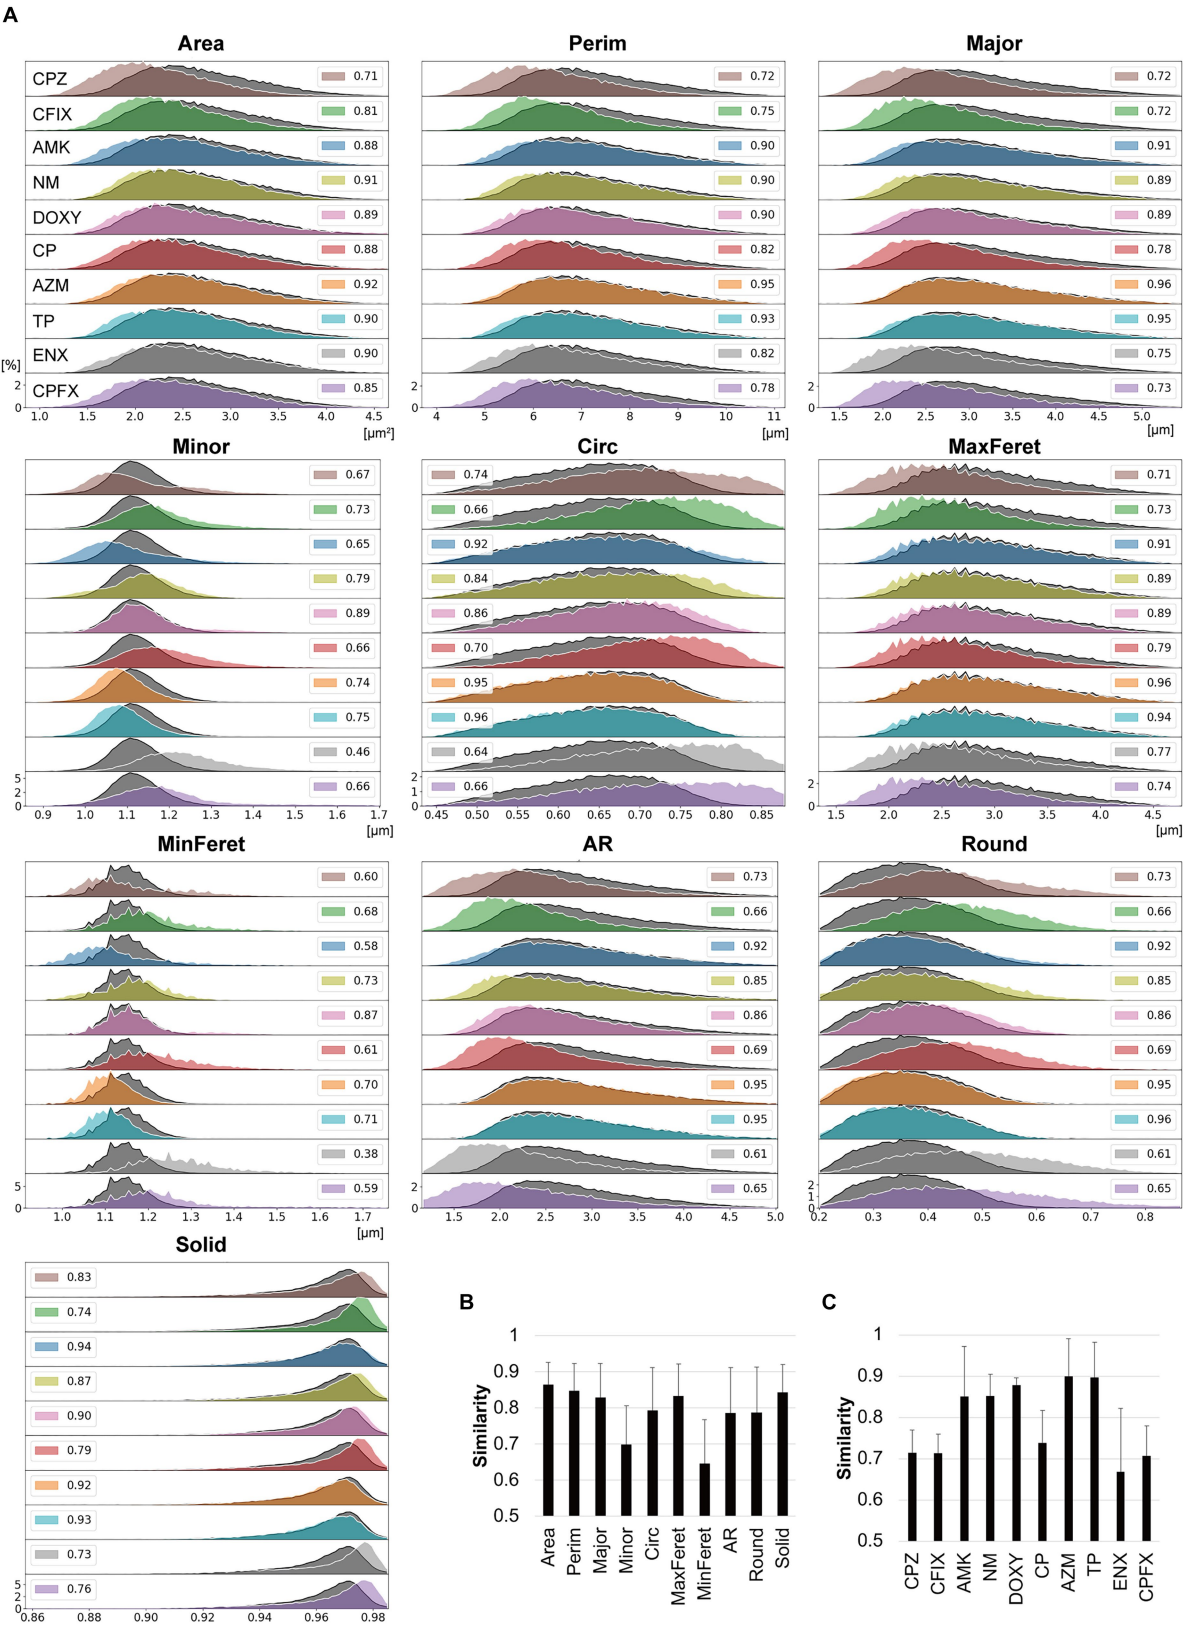 A
Area
Perim
Major
CPZ
0.71
0.72
0.72
CFIX
0.81
0.75
0.72
AMK
0.88
0.90
0.91
NM
0.91
0.90
0.89
DOXY
0.89
0.90
0.89
CP
0.88
0.82
0.78
AZM
0.92
0.95
0.96
TP
0.90
0.93
0.95
ENX
0.90
0.82
0.75
[%]
CPFX
0.85
0.78
0.73
2
0
2
0
2
0
1.0 1.5 2.0 2.5 3.0 3.5 4.0 4.5
4 5 6 7 8 9 10 11
1.5 2.0 2.5 3.0 3.5 4.0 4.5 5.0
[µm²]
[µm]
[µm]
Minor
Circ
MaxFeret
0.67
0.74
0.71
0.73
0.66
0.73
0.65
0.92
0.91
0.79
0.84
0.89
0.89
0.86
0.89
0.66
0.70
0.79
0.74
0.95
0.96
0.75
0.96
0.94
0.46
0.64
0.77
0.66
0.66
0.74
5
2
0
2
1
0
2
0
0.9 1.0 1.1 1.2 1.3 1.4 1.5 1.6 1.7
0.45 0.50 0.55 0.60 0.65 0.70 0.75 0.80 0.85
2.0 2.5 3.0 3.5 4.0 4.5
[µm]
[µm]
MinFeret
AR
Round
0.60
0.73
0.73
0.68
0.66
0.66
0.58
0.92
0.92
0.73
0.85
0.85
0.87
0.86
0.86
0.61
0.69
0.69
0.70
0.95
0.95
0.71
0.95
0.96
0.38
0.61
0.61
0.59
0.65
0.65
5
0
2
0
2
1
0
1.0 1.1 1.2 1.3 1.4 1.5 1.6 1.7
1.5 2.0 2.5 3.0 3.5 4.0 4.5 5.0
0.2 0.3 0.4 0.5 0.6 0.7 0.8
[µm]
Solid
0.83
0.74
0.94
0.87
0.90
0.79
0.92
0.93
0.73
0.76
5
2
0
0.86 0.88 0.90 0.92 0.94 0.96 0.98
B
1
0.9
0.8
0.7
0.6
0.5
Similarity
Area
Perim
Major
Minor
Circ
MaxFeret
MinFeret
AR
Round
Solid
C
1
0.9
0.8
0.7
0.6
0.5
Similarity
CPZ
CFIX
AMK
NM
DOXY
CP
AZM
TP
ENX
CPFX